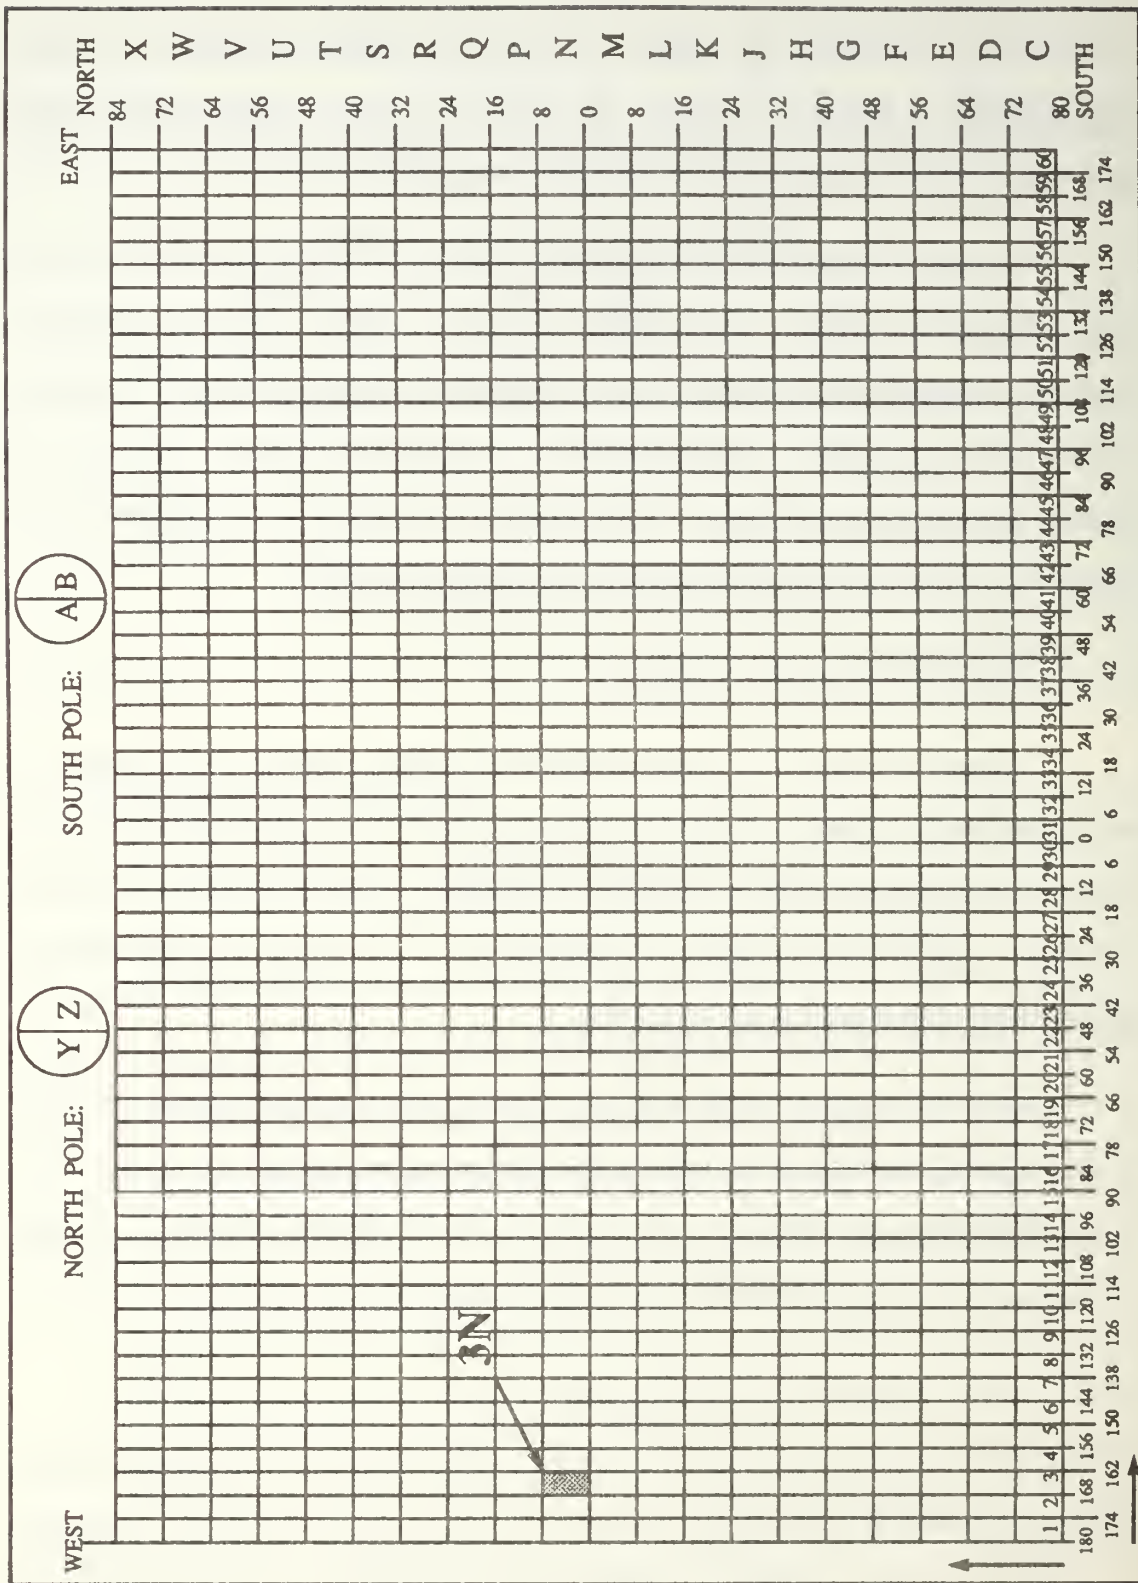 WEST NORTH POLE: Y Z SOUTH POLE: A B EAST
NORTH
84
X
72
W
64
V
56
U
48
T
40
S
32
R
24
3N Q
16
P
8
N
0
M
8
L
16
K
24
J
32
H
40
G
48
F
56
E
64
D
72
1 2 3 4 5 6 7 8 9 10 11 12 13 14 15 16 17 18 19 20 21 22 23 24 25 26 27 28 29 30 31 32 33 34 35 36 37 38 39 40 41 42 43 44 45 46 47 48 49 50 51 52 53 54 55 56 57 58 59 60 C
80
180 168 156 144 132 120 108 96 84 72 60 48 36 24 12 0 12 24 36 48 60 72 84 96 108 120 132 144 156 168 SOUTH
174 162 150 138 126 114 102 90 78 66 54 42 30 18 6 6 18 30 42 54 66 78 90 102 114 126 138 150 162 174